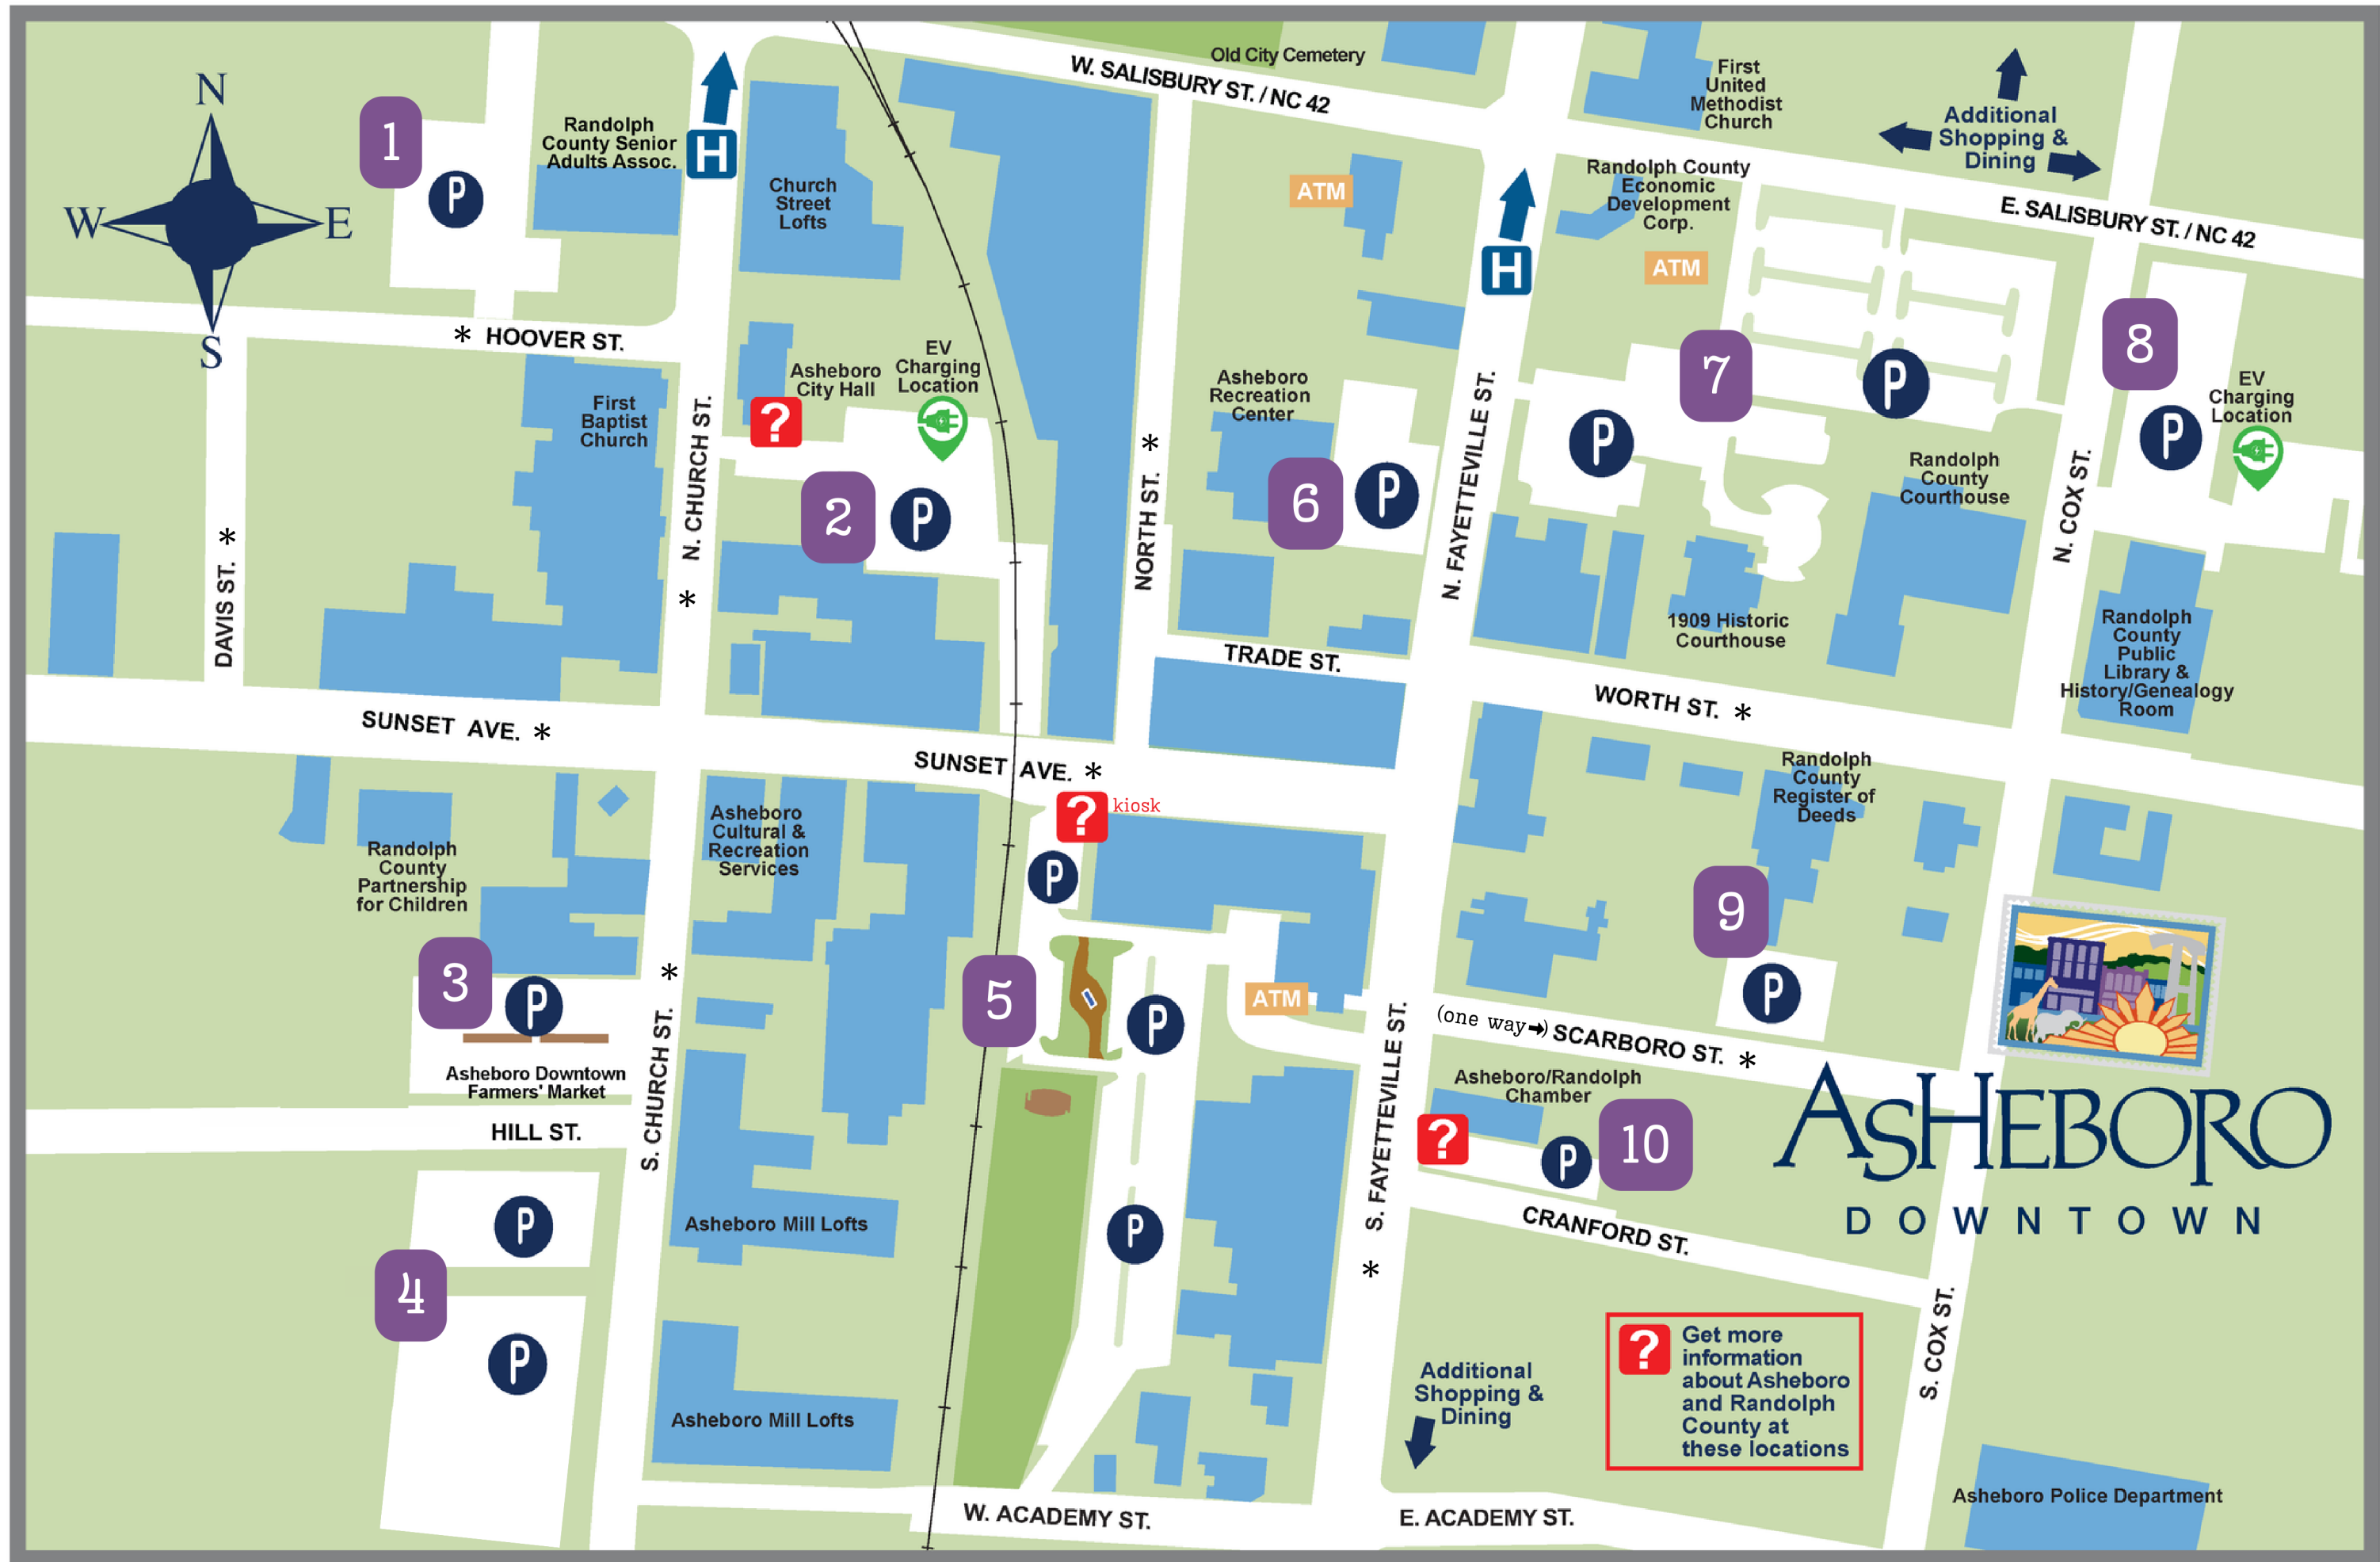 Old City Cemetery
W. SALISBURY ST. / NC 42
First
United
Methodist
Church
Additional
Shopping &
Dining
N
W
E
S
1
P
Randolph
County Senior
Adults Assoc.
H
Church
Street
Lofts
ATM
Randolph County
Economic
Development
Corp.
ATM
H
E. SALISBURY ST. / NC 42
* HOOVER ST.
First
Baptist
Church
N. CHURCH ST.
*
Asheboro
City Hall
?
EV
Charging
Location
2
P
NORTH ST. *
Asheboro
Recreation
Center
6
P
N. FAYETTEVILLE ST.
P
7
P
8
P
EV
Charging
Location
Randolph
County
Courthouse
N. COX ST.
DAVIS ST. *
1909 Historic
Courthouse
Randolph
County
Public
Library &
History/Genealogy
Room
TRADE ST.
WORTH ST. *
SUNSET AVE. *
SUNSET AVE. *
? kiosk
P
Randolph
County
Register of
Deeds
Randolph
County
Partnership
for Children
Asheboro
Cultural &
Recreation
Services
3
P
Asheboro Downtown
Farmers' Market
S. CHURCH ST. *
5
P
ATM
9
P
(one way➔) SCARBORO ST. *
HILL ST.
Asheboro/Randolph
Chamber
?
P
10
S. FAYETTEVILLE ST.
*
ASHEBORO
DOWNTOWN
P
4
P
Asheboro Mill Lofts
P
CRANFORD ST.
S. COX ST.
Asheboro Mill Lofts
Additional
Shopping &
Dining
?
Get more
information
about Asheboro
and Randolph
County at
these locations
Asheboro Police Department
W. ACADEMY ST.
E. ACADEMY ST.